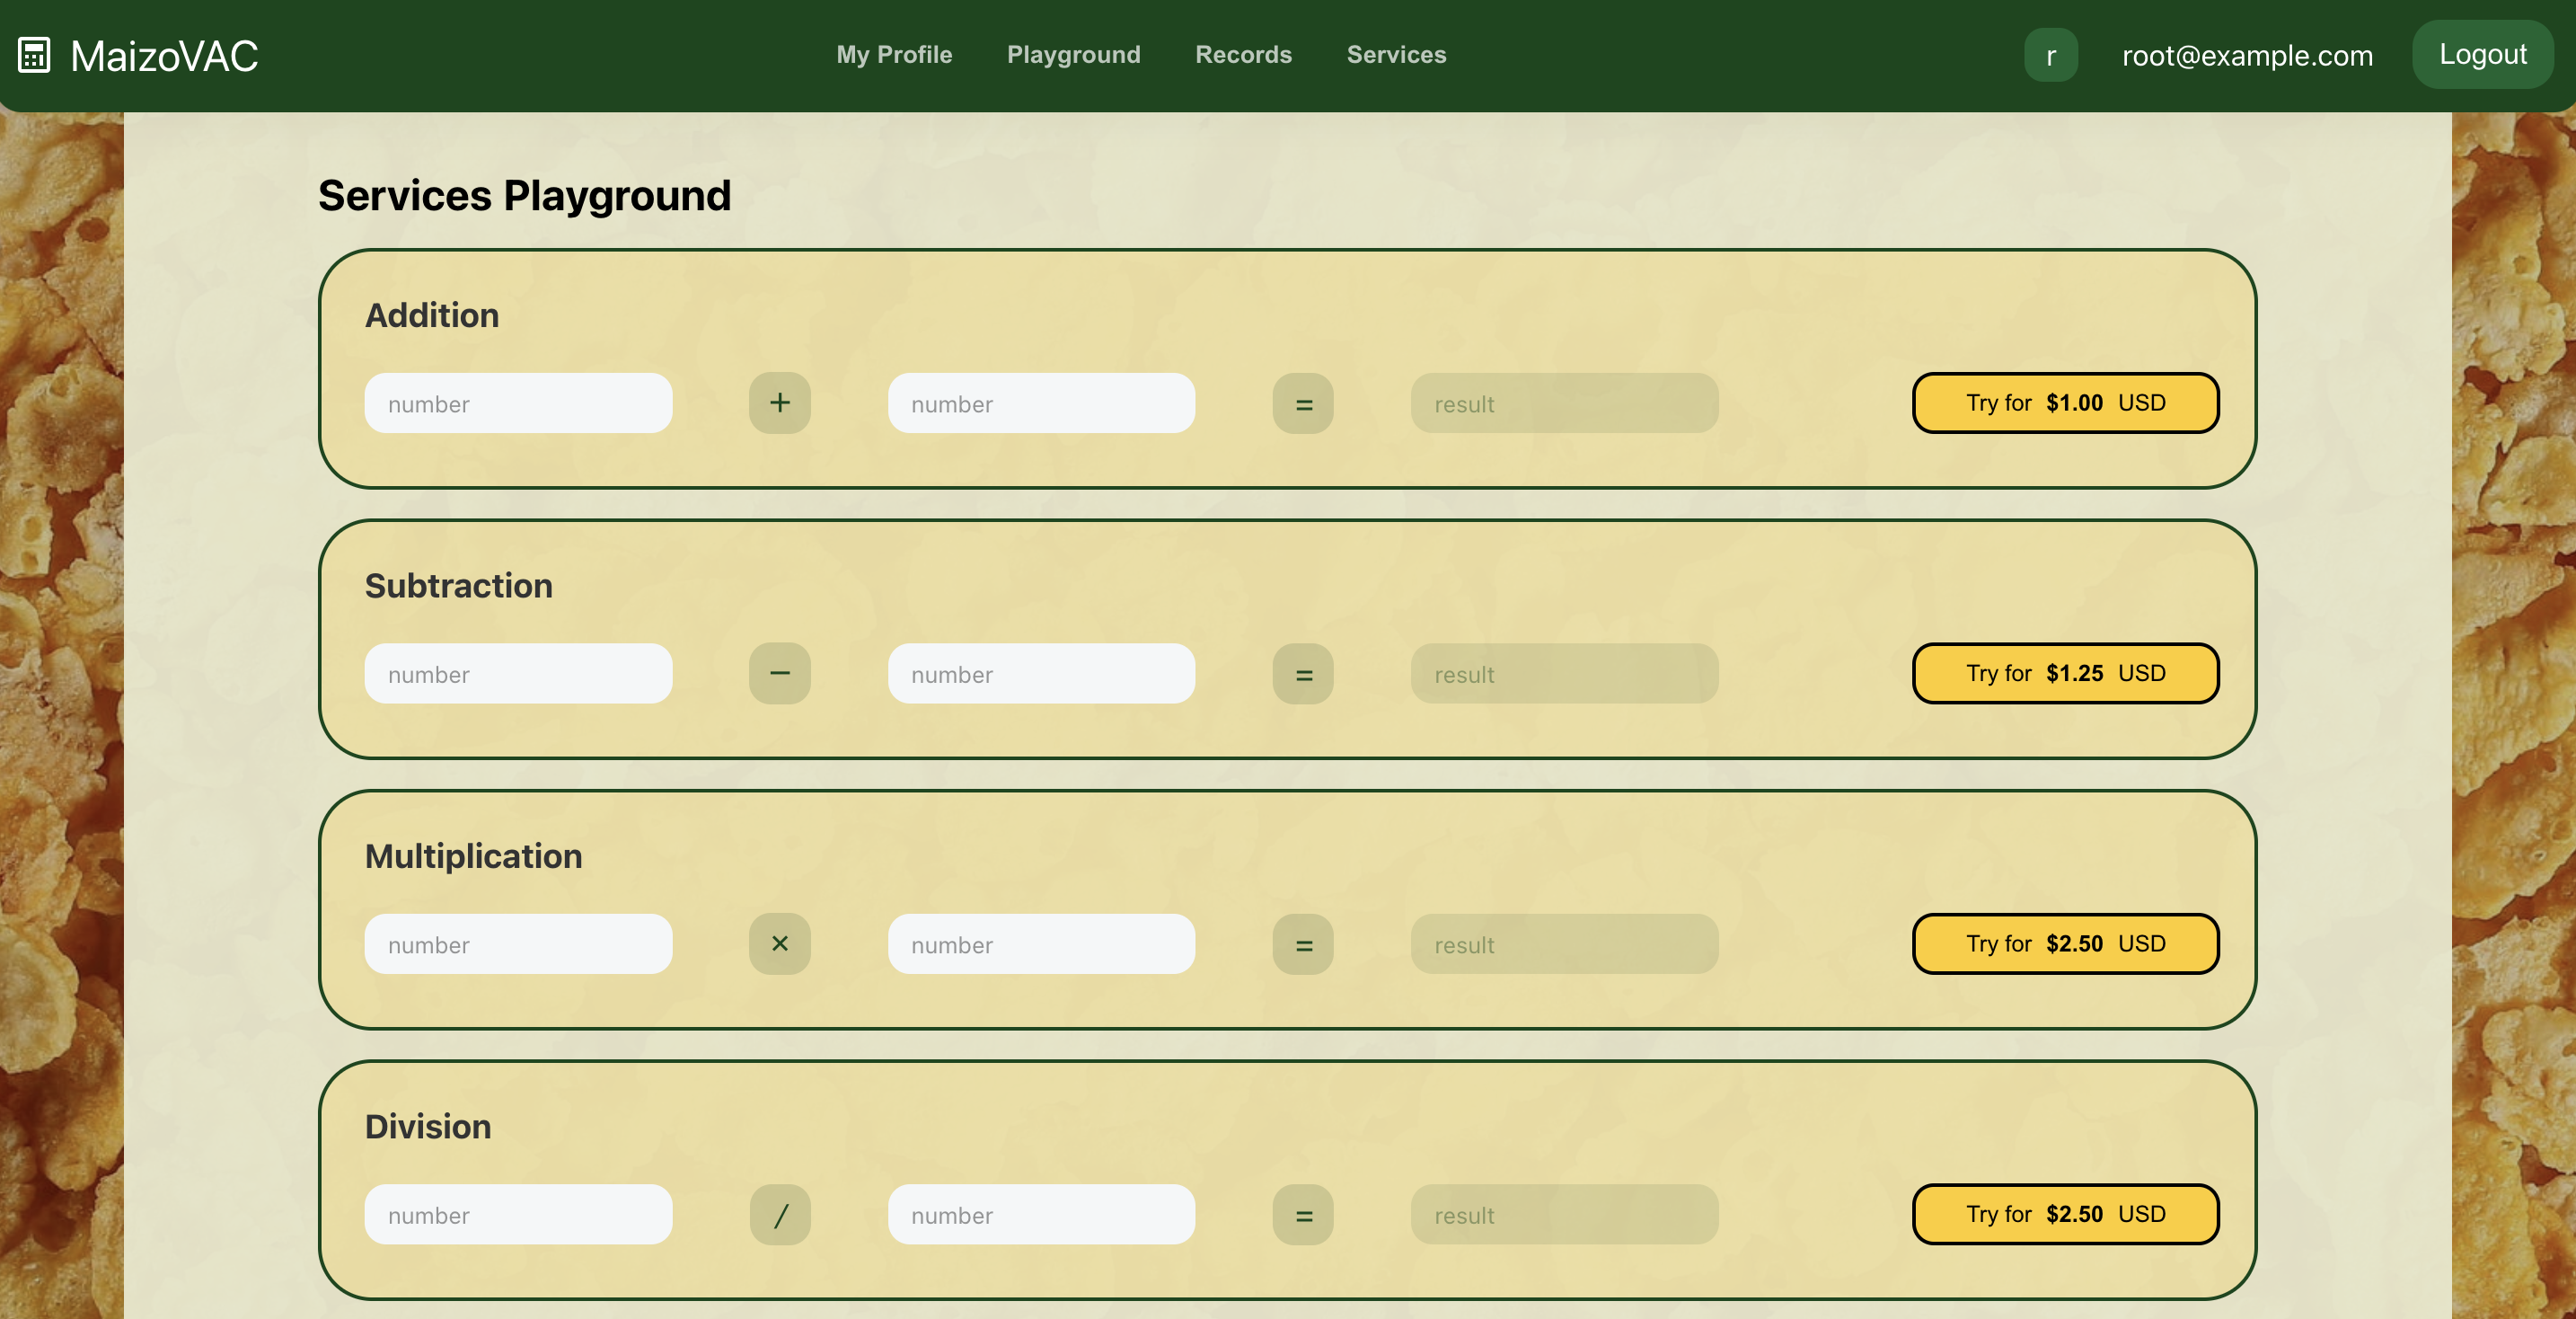 MaizoVAC My Profile Playground Records Services r root@example.com Logout
Services Playground
Addition
number + number = result Try for $1.00 USD
Subtraction
number − number = result Try for $1.25 USD
Multiplication
number × number = result Try for $2.50 USD
Division
number / number = result Try for $2.50 USD